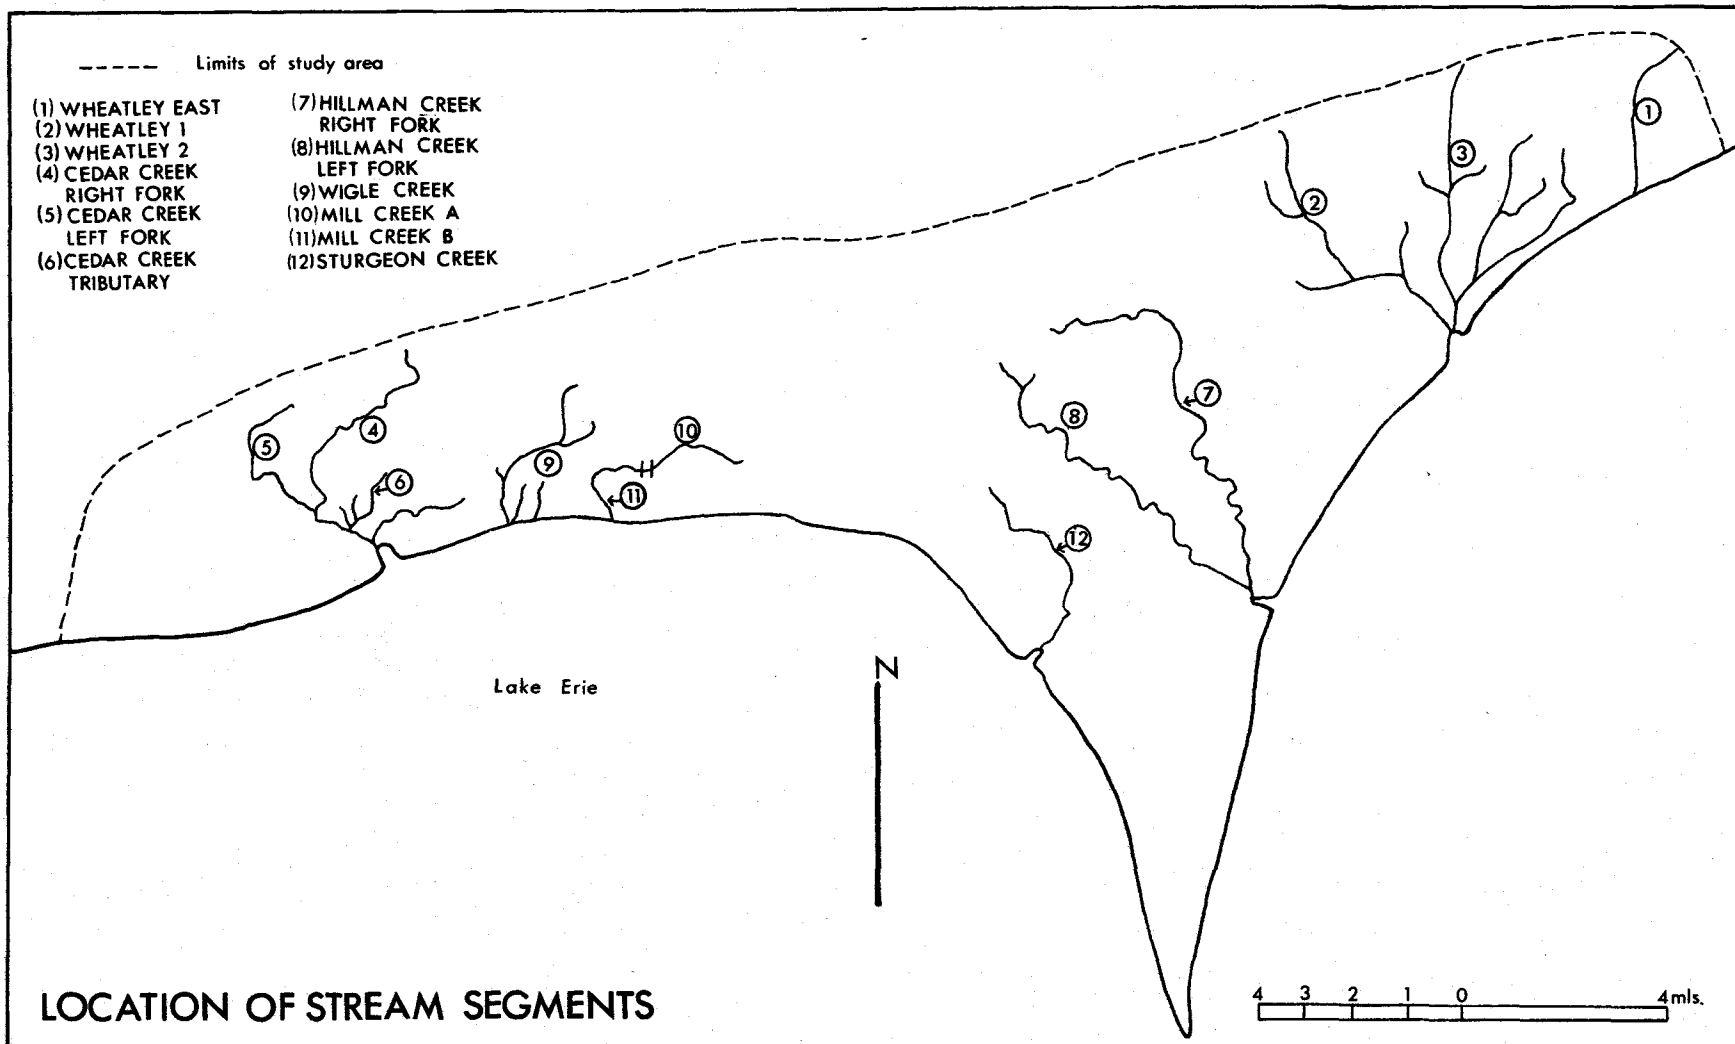 Limits of study area
(1) WHEATLEY EAST
(2) WHEATLEY 1
(3) WHEATLEY 2
(4) CEDAR CREEK
RIGHT FORK
(5) CEDAR CREEK
LEFT FORK
(6) CEDAR CREEK
TRIBUTARY
(7) HILLMAN CREEK
RIGHT FORK
(8) HILLMAN CREEK
LEFT FORK
(9) WIGLE CREEK
(10) MILL CREEK A
(11) MILL CREEK B
(12) STURGEON CREEK
1
3
2
7
8
4
10
5
9
6
11
12
N
Lake Erie
LOCATION OF STREAM SEGMENTS
4 3 2 1 0 4 mls.